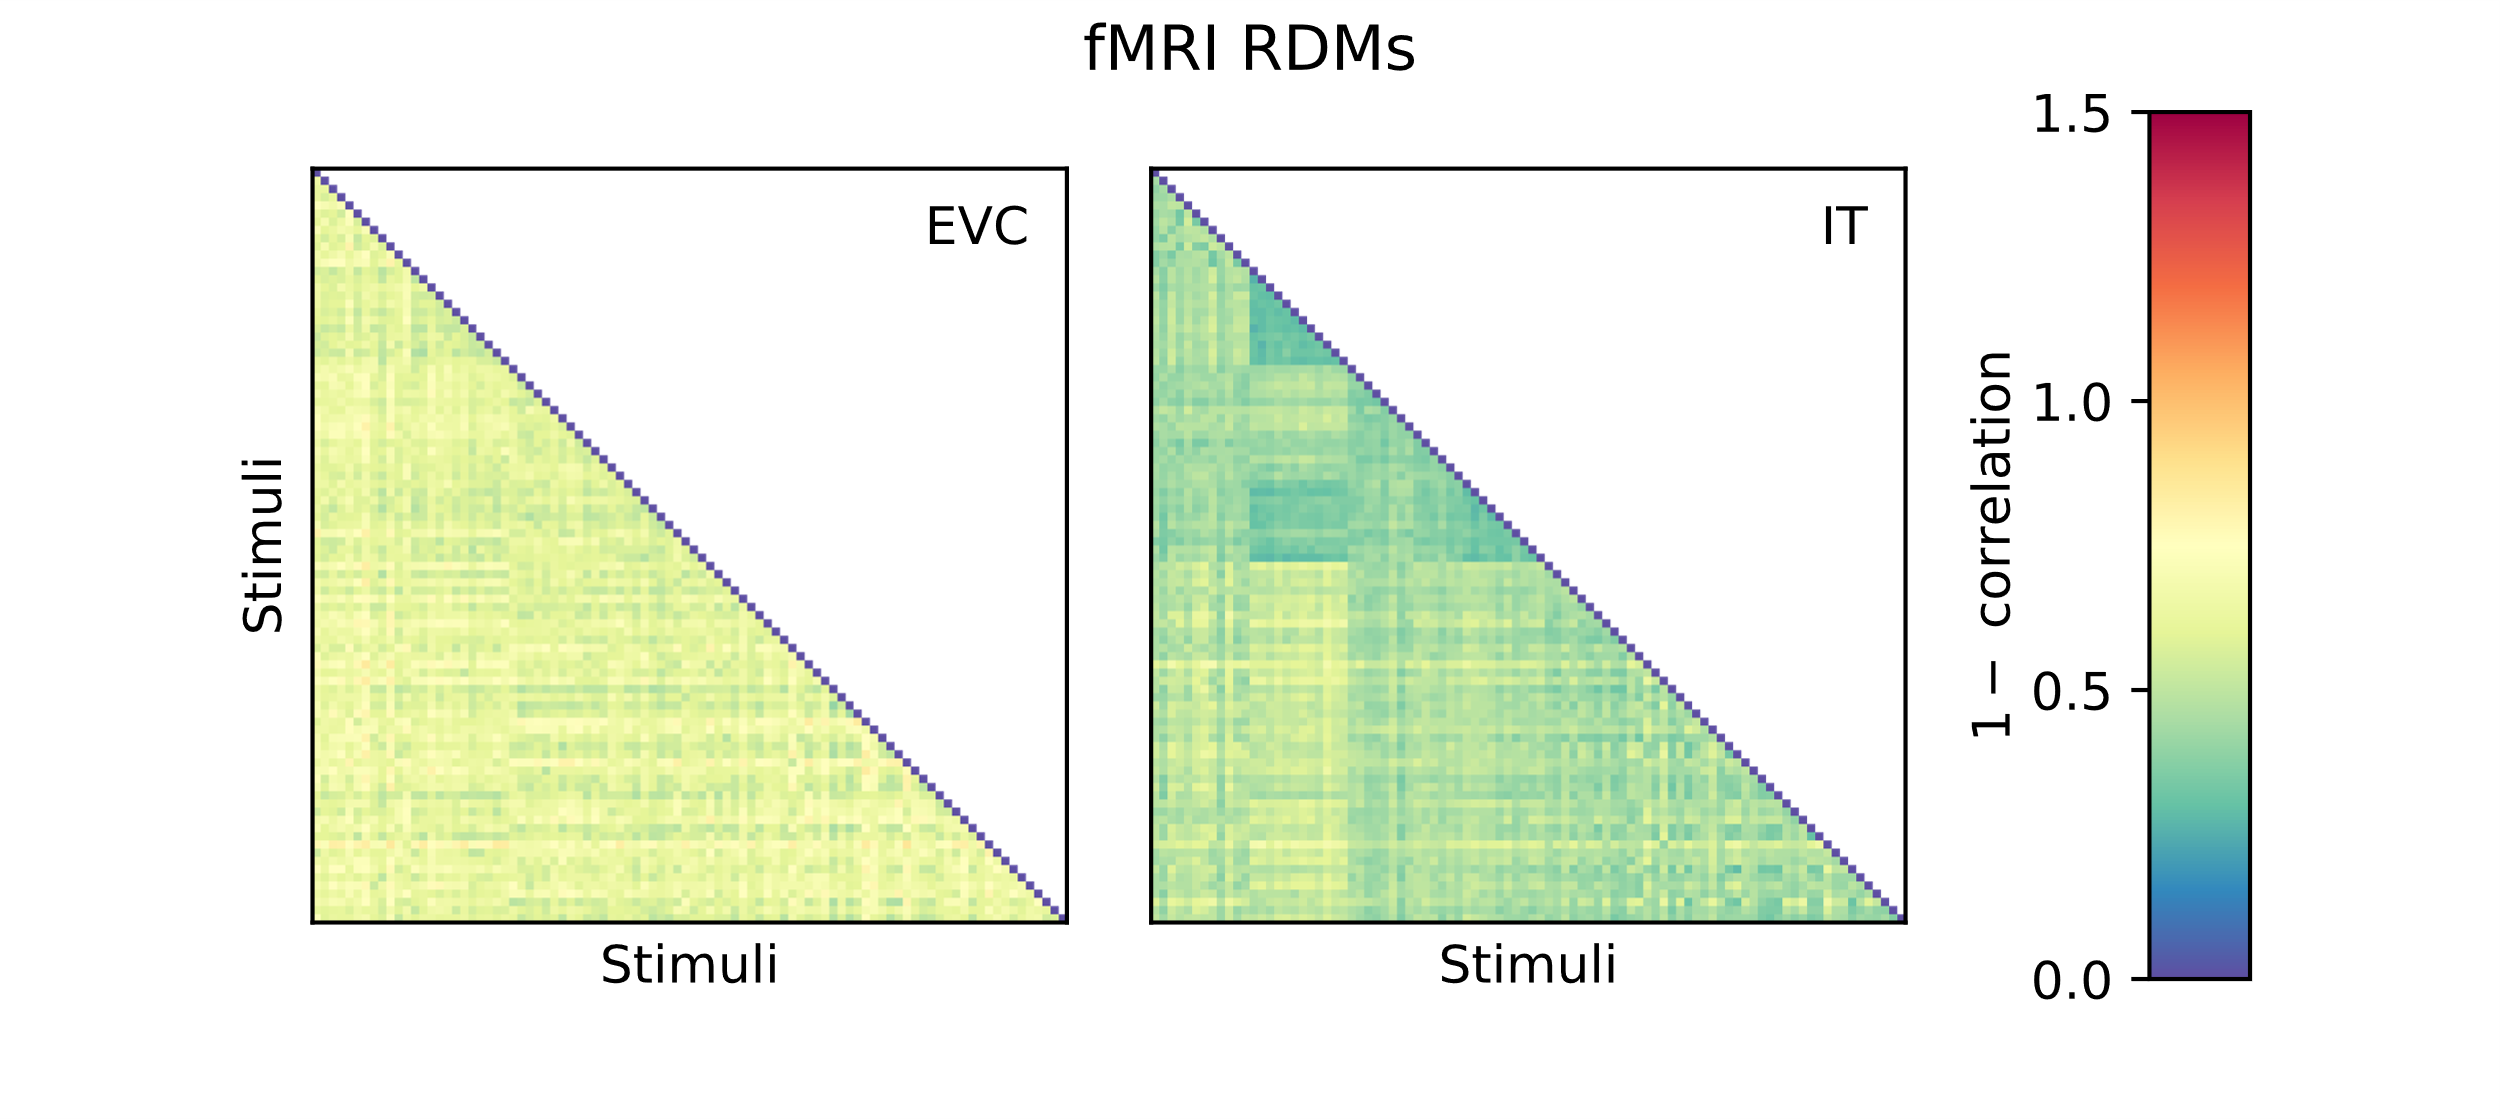 fMRI RDMs
EVC
IT
Stimuli
Stimuli
Stimuli
1 − correlation
1.5
1.0
0.5
0.0